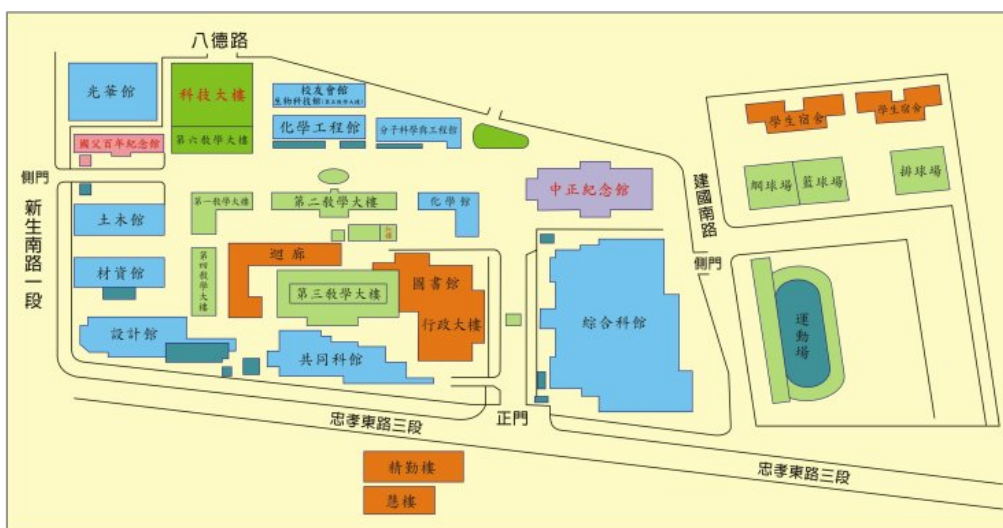 八德路
光華館
科技大樓
第六教學大樓
校友會館
生物科技館(第五教學大樓)
化學工程館
分子科學與工程館
國父百年紀念館
側門
新生南路一段
土木館
材資館
設計館
第一教學大樓
第二教學大樓
化學館
紅樓
第四教學大樓
迴廊
第三教學大樓
圖書館
行政大樓
共同科館
中正紀念館
綜合科館
建國南路
側門
學生宿舍
學生宿舍
網球場
籃球場
排球場
運動場
忠孝東路三段
正門
忠孝東路三段
精勤樓
慧樓